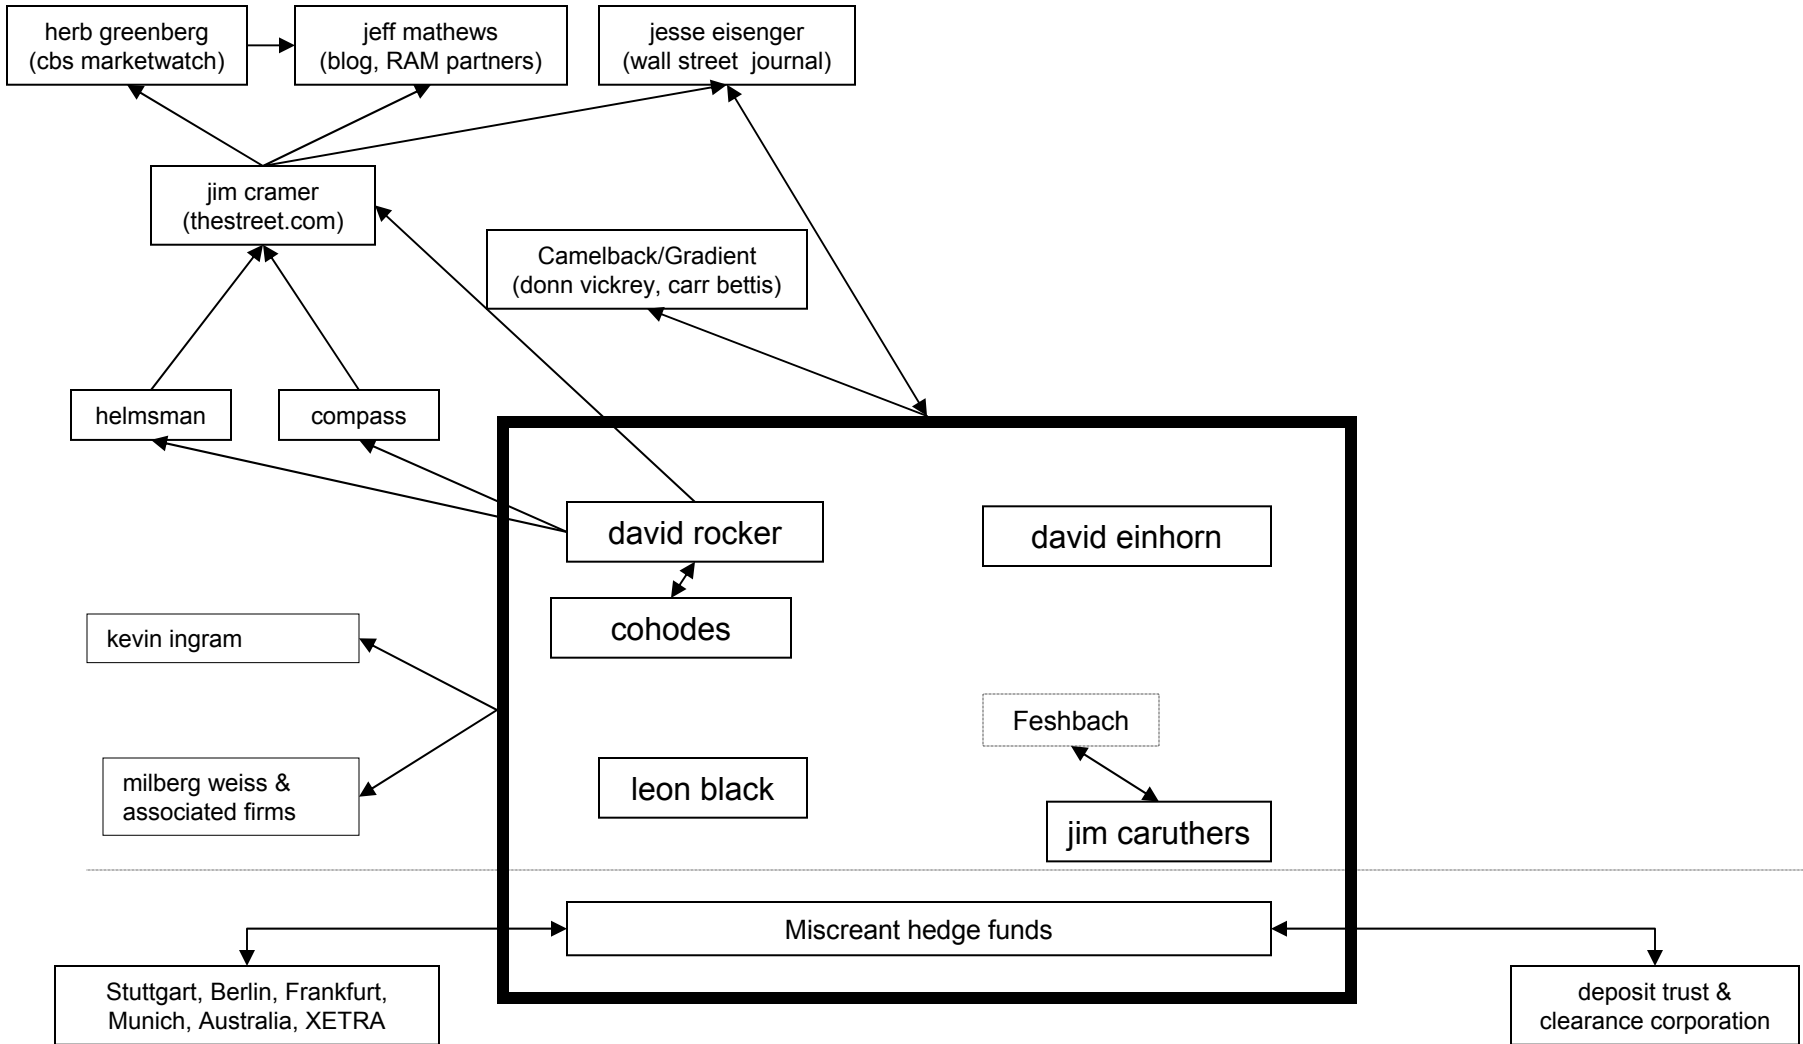 herb greenberg
(cbs marketwatch)
jeff mathews
(blog, RAM partners)
jesse eisenger
(wall street journal)
jim cramer
(thestreet.com)
Camelback/Gradient
(donn vickrey, carr bettis)
helmsman
compass
david rocker
david einhorn
cohodes
kevin ingram
Feshbach
milberg weiss &
associated firms
leon black
jim caruthers
Miscreant hedge funds
Stuttgart, Berlin, Frankfurt,
Munich, Australia, XETRA
deposit trust &
clearance corporation